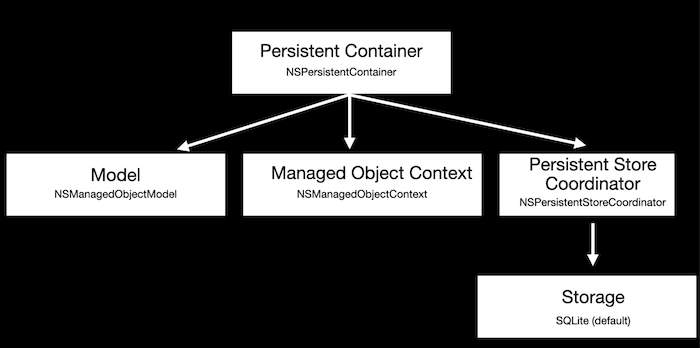 Persistent Container
NSPersistentContainer
Model
NSManagedObjectModel
Managed Object Context
NSManagedObjectContext
Persistent Store
Coordinator
NSPersistentStoreCoordinator
Storage
SQLite (default)